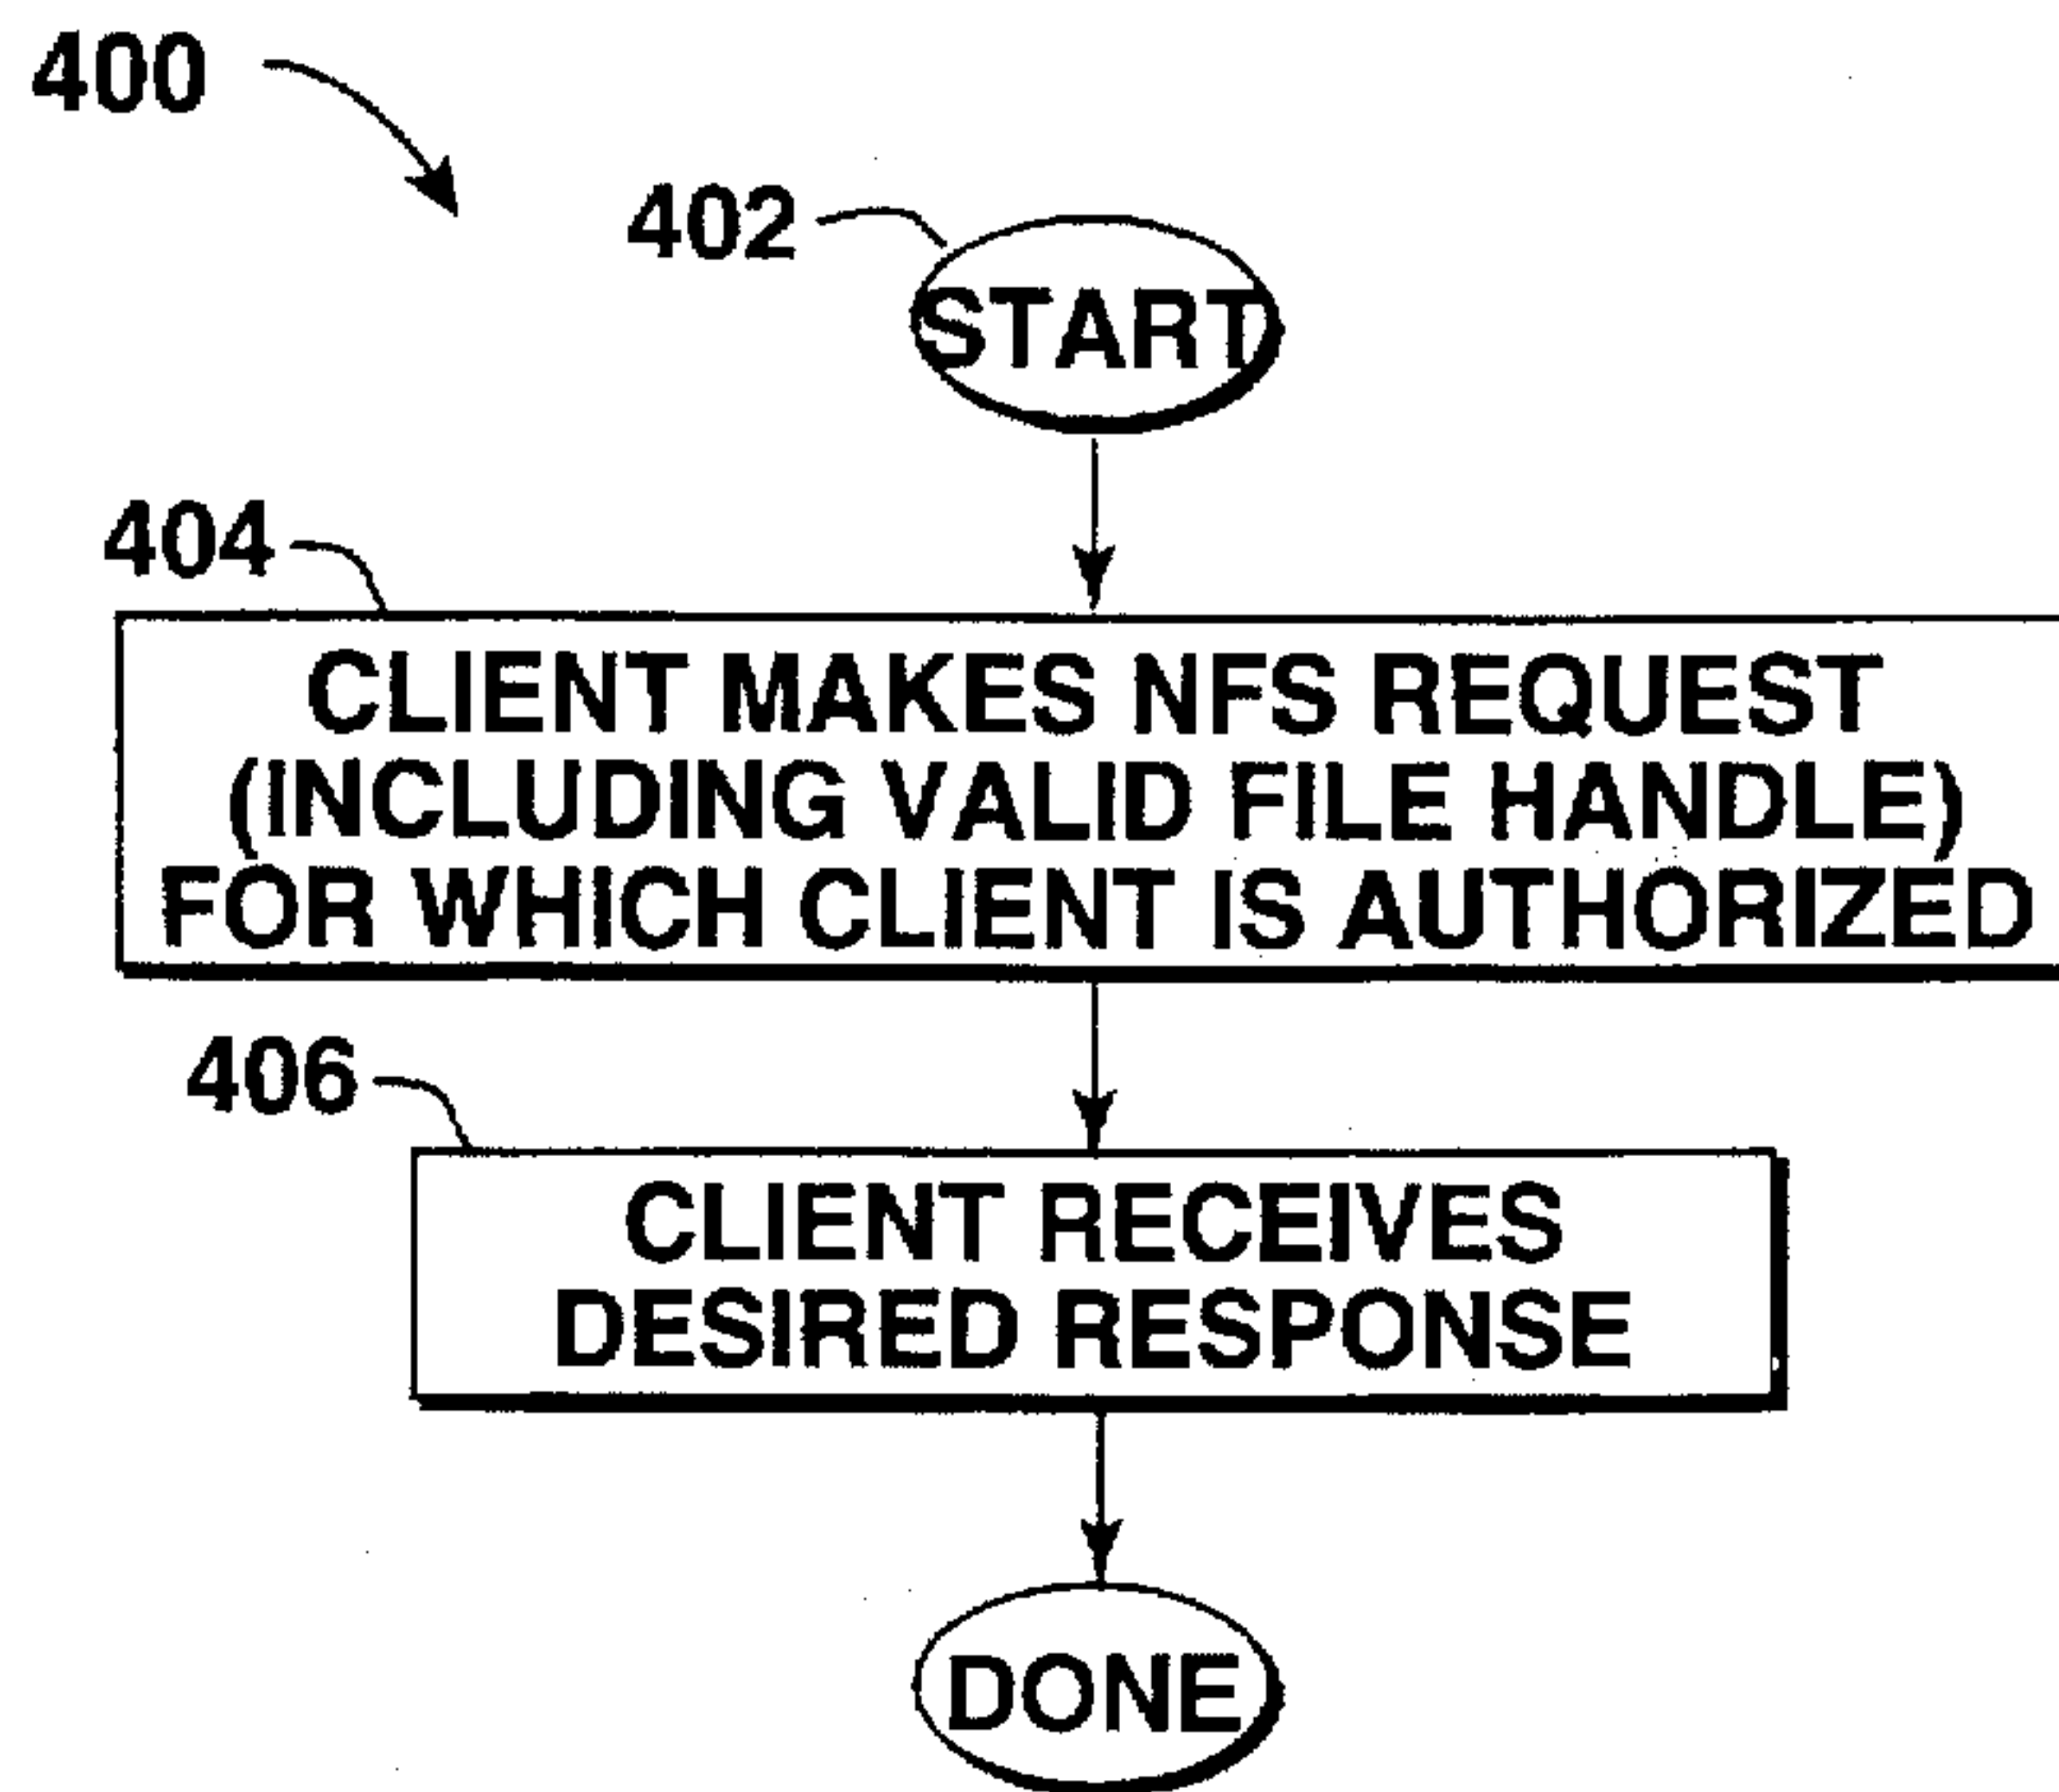 400
402
START
404
CLIENT MAKES NFS REQUEST
(INCLUDING VALID FILE HANDLE)
FOR WHICH CLIENT IS AUTHORIZED
406
CLIENT RECEIVES
DESIRED RESPONSE
DONE